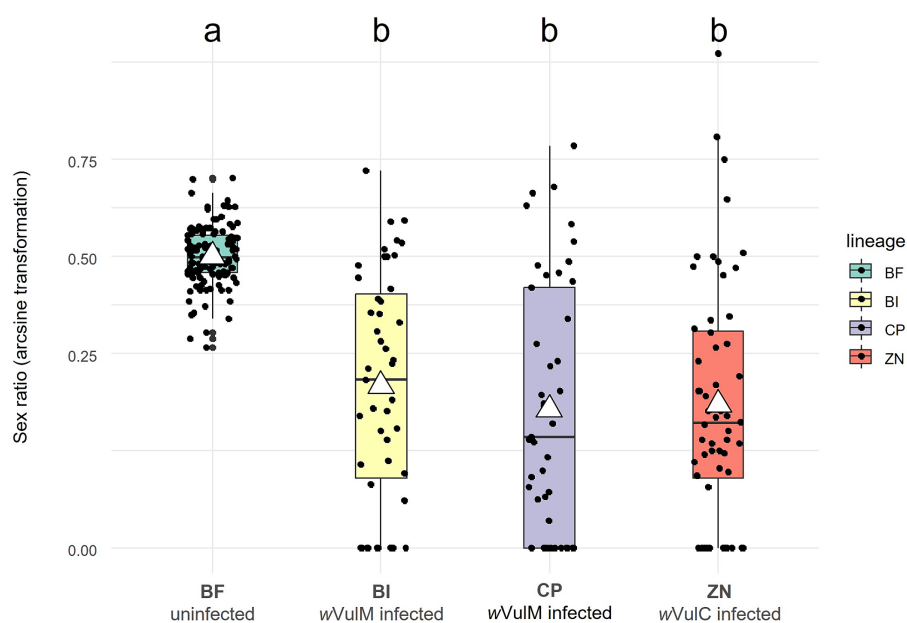 a b b b
Sex ratio (arcsine transformation)
0.75
0.50
0.25
0.00
lineage
BF
BI
CP
ZN
BF BI CP ZN
uninfected wVulM infected wVulM infected wVulC infected